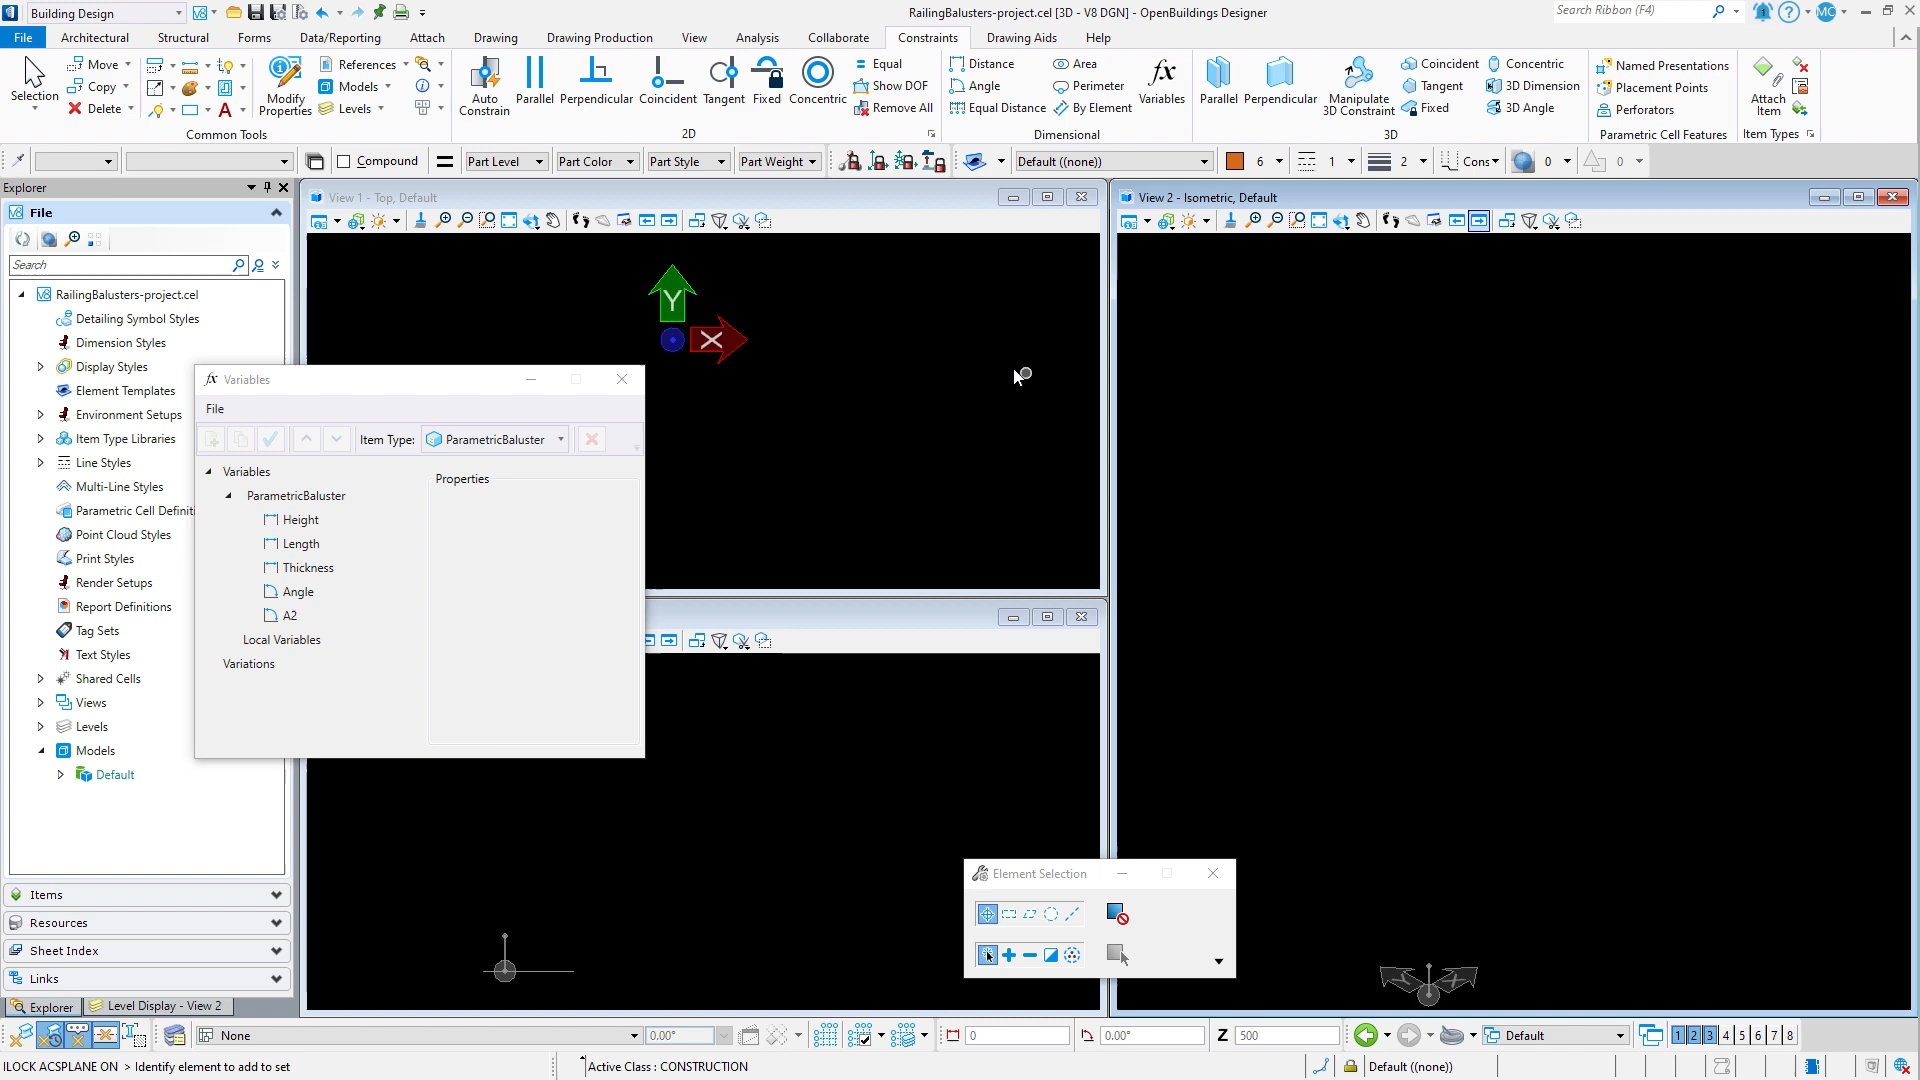 Building Design
RailingBalusters-project.cel [3D - V8 DGN] - OpenBuildings Designer
Search Ribbon (F4)
MC
File
Architectural
Structural
Forms
Data/Reporting
Attach
Drawing
Drawing Production
View
Analysis
Collaborate
Constraints
Drawing Aids
Help
Selection
Move
Copy
Delete
Modify
Properties
References
Models
Levels
Common Tools
Auto
Constrain
Parallel
Perpendicular
Coincident
Tangent
Fixed
Concentric
Equal
Show DOF
Remove All
2D
Distance
Angle
Equal Distance
Area
Perimeter
By Element
Variables
Dimensional
Parallel
Perpendicular
Manipulate
3D Constraint
Coincident
Tangent
Fixed
Concentric
3D Dimension
3D Angle
3D
Named Presentations
Placement Points
Perforators
Parametric Cell Features
Attach
Item
Item Types
Compound
Part Level
Part Color
Part Style
Part Weight
Default ((none))
6
1
2
Cons
0
0
Explorer
File
Search
RailingBalusters-project.cel
Detailing Symbol Styles
Dimension Styles
Display Styles
Element Templates
Environment Setups
Item Type Libraries
Line Styles
Multi-Line Styles
Parametric Cell Definiti
Point Cloud Styles
Print Styles
Render Setups
Report Definitions
Tag Sets
Text Styles
Shared Cells
Views
Levels
Models
Default
Items
Resources
Sheet Index
Links
Explorer
Level Display - View 2
View 1 - Top, Default
Y
X
View 2 - Isometric, Default
fx Variables
File
Item Type:
ParametricBaluster
Variables
ParametricBaluster
Height
Length
Thickness
Angle
A2
Local Variables
Variations
Properties
Element Selection
None
0.00°
0
0.00°
Z
500
Default
1 2 3 4 5 6 7 8
ILOCK ACSPLANE ON > Identify element to add to set
Active Class : CONSTRUCTION
Default ((none))